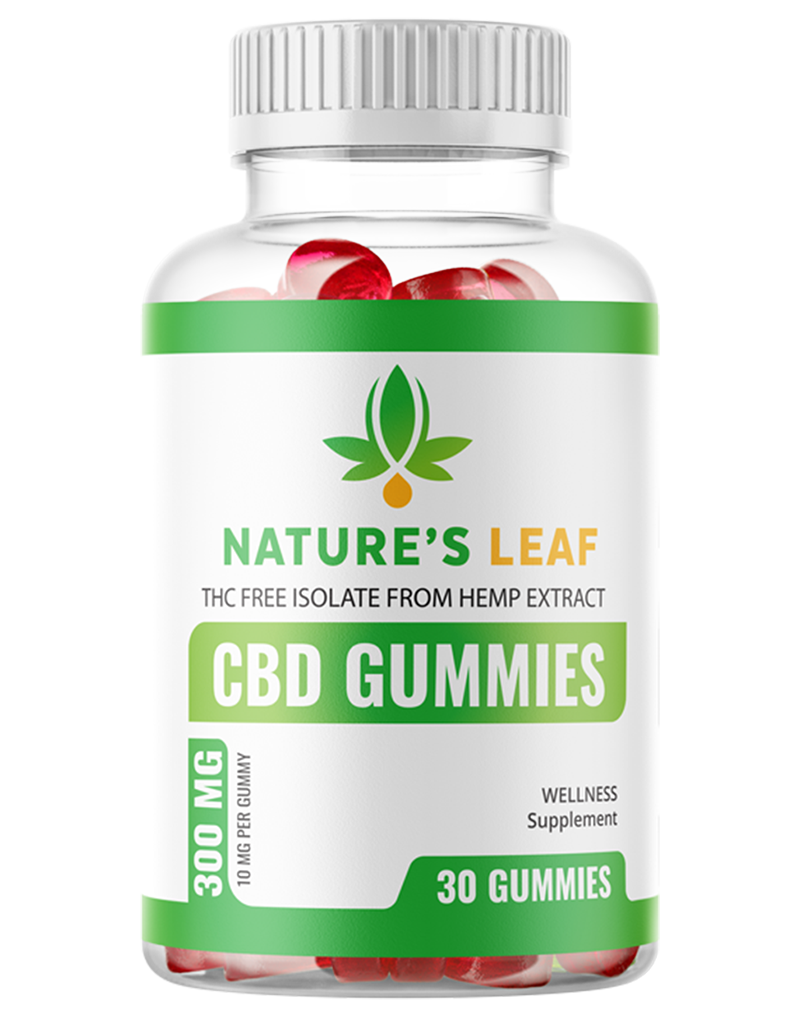 NATURE'S LEAF
THC FREE ISOLATE FROM HEMP EXTRACT
CBD GUMMIES
300 MG
10 MG PER GUMMY
WELLNESS
Supplement
30 GUMMIES